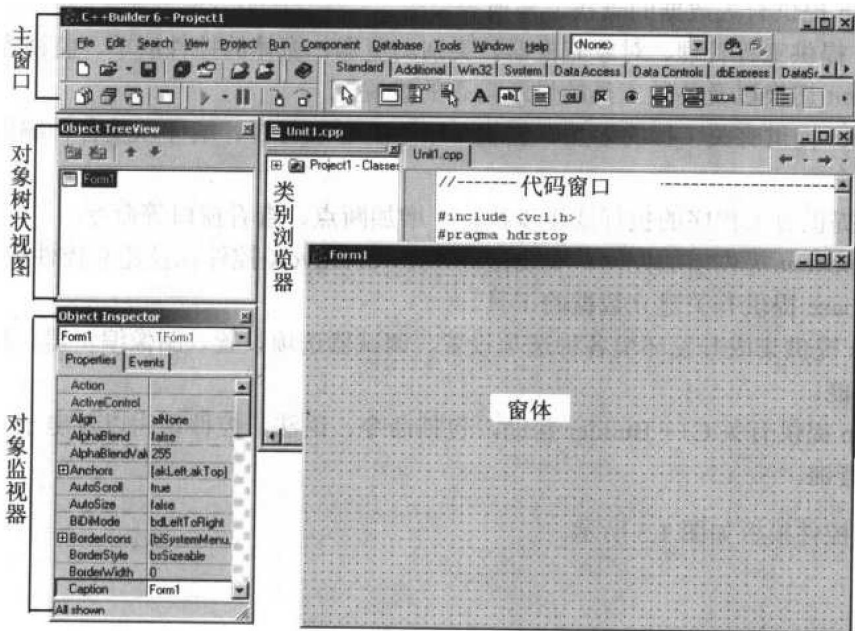 主窗口
C++Builder 6 - Project1
File Edit Search View Project Run Component Database Tools Window Help <None>
Standard Additional Win32 System Data Access Data Controls dbExpress DataSr
对象树状视图
Object TreeView
Form1
Unit1.cpp
Project1 - Classes
类别浏览器
Unit1.cpp
//------- 代码窗口 -------
#include <vcl.h>
#pragma hdrstop
Form1
窗体
对象监视器
Object Inspector
Form1 : TForm1
Properties Events
Action
ActiveControl
Align alNone
AlphaBlend false
AlphaBlendVal 255
Anchors [akLeft,akTop]
AutoScroll true
AutoSize false
BiDiMode bdLeftToRight
BorderIcons [biSystemMenu,
BorderStyle bsSizeable
BorderWidth 0
Caption Form1
All shown